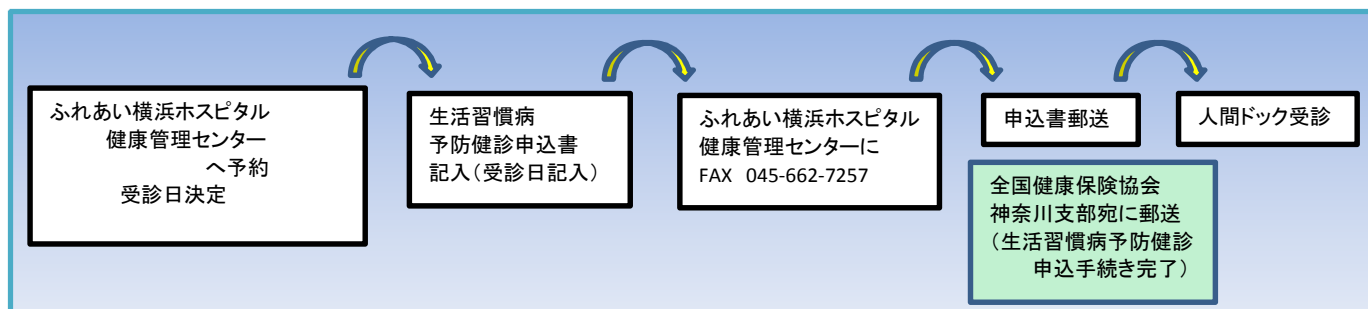 ふれあい横浜ホスピタル
健康管理センター
へ予約
受診日決定
生活習慣病
予防健診申込書
記入(受診日記入)
ふれあい横浜ホスピタル
健康管理センターに
FAX 045-662-7257
申込書郵送
全国健康保険協会
神奈川支部宛に郵送
(生活習慣病予防健診
申込手続き完了)
人間ドック受診